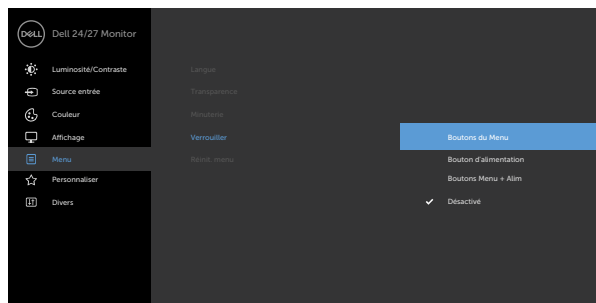 DELL Dell 24/27 Monitor
Luminosité/Contraste
Source entrée
Couleur
Affichage
Menu
Personnaliser
Divers
Langue
Transparence
Minuterie
Verrouiller
Réinit. menu
Boutons du Menu
Bouton d'alimentation
Boutons Menu + Alim
Désactivé